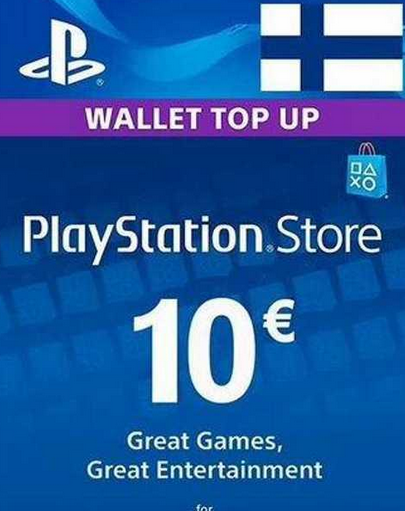 WALLET TOP UP
PlayStation.Store
10€
Great Games,
Great Entertainment
for